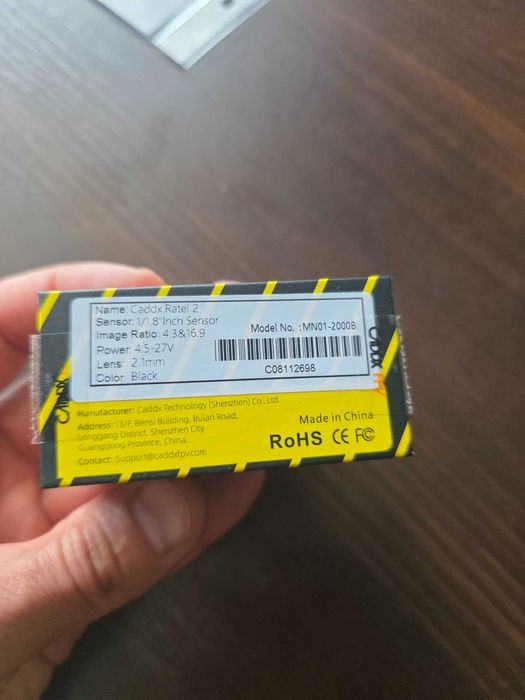 Name: Caddx Ratel 2
Sensor: 1/1.8"Inch Sensor
Image Ratio: 4:3&16:9
Power: 4.5-27V
Lens: 2.1mm
Color: Black
Model No. :MN01-2000B
C08112698
Caddx
Caddx FPV
Manufacturer: Caddx Technology (Shenzhen) Co., Ltd.
Address:13/F, Bensi Building, Bulan Road,
Longgang District, Shenzhen City,
Guangdong Province, China.
Contact: Support@caddxfpv.com
Made in China
RoHS CE FC